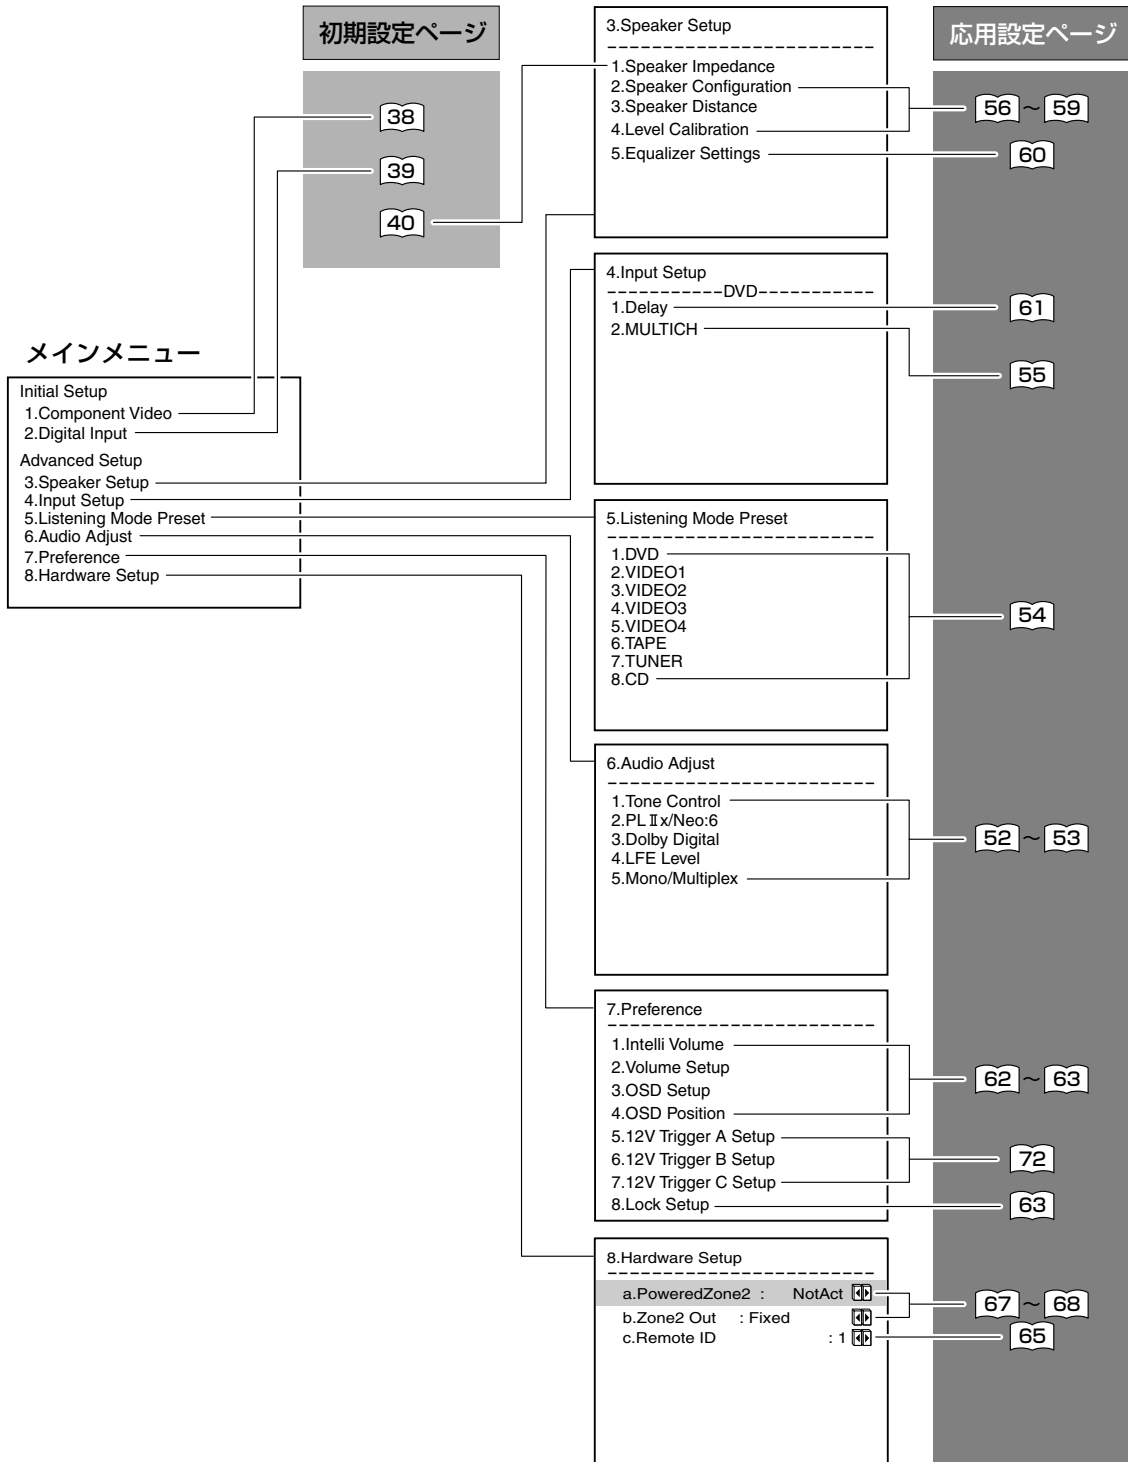 初期設定ページ
38
39
40
メインメニュー
Initial Setup
1.Component Video
2.Digital Input
Advanced Setup
3.Speaker Setup
4.Input Setup
5.Listening Mode Preset
6.Audio Adjust
7.Preference
8.Hardware Setup
3.Speaker Setup
1.Speaker Impedance
2.Speaker Configuration
3.Speaker Distance
4.Level Calibration
5.Equalizer Settings
4.Input Setup
DVD
1.Delay
2.MULTICH
5.Listening Mode Preset
1.DVD
2.VIDEO1
3.VIDEO2
4.VIDEO3
5.VIDEO4
6.TAPE
7.TUNER
8.CD
6.Audio Adjust
1.Tone Control
2.PLⅡx/Neo:6
3.Dolby Digital
4.LFE Level
5.Mono/Multiplex
7.Preference
1.Intelli Volume
2.Volume Setup
3.OSD Setup
4.OSD Position
5.12V Trigger A Setup
6.12V Trigger B Setup
7.12V Trigger C Setup
8.Lock Setup
8.Hardware Setup
a.PoweredZone2 : NotAct
b.Zone2 Out : Fixed
c.Remote ID : 1
応用設定ページ
56～59
60
61
55
54
52～53
62～63
72
63
67～68
65